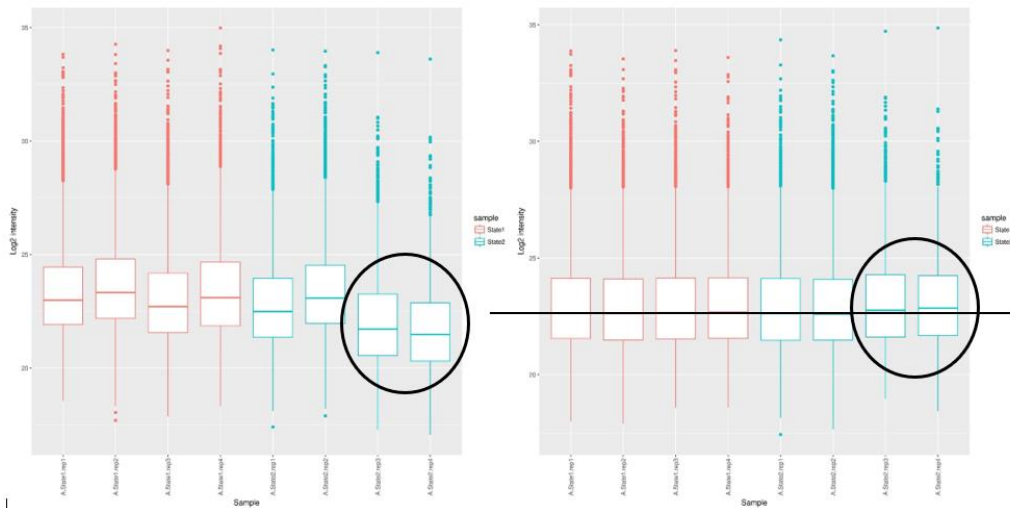 35
30
25
20
Log2 intensity
A.State1.rep1
A.State1.rep2
A.State1.rep3
A.State1.rep4
A.State2.rep1
A.State2.rep2
A.State2.rep3
A.State2.rep4
Sample
sample
State1
State2
35
30
25
20
Log2 intensity
A.State1.rep1
A.State1.rep2
A.State1.rep3
A.State1.rep4
A.State2.rep1
A.State2.rep2
A.State2.rep3
A.State2.rep4
Sample
sample
State
State